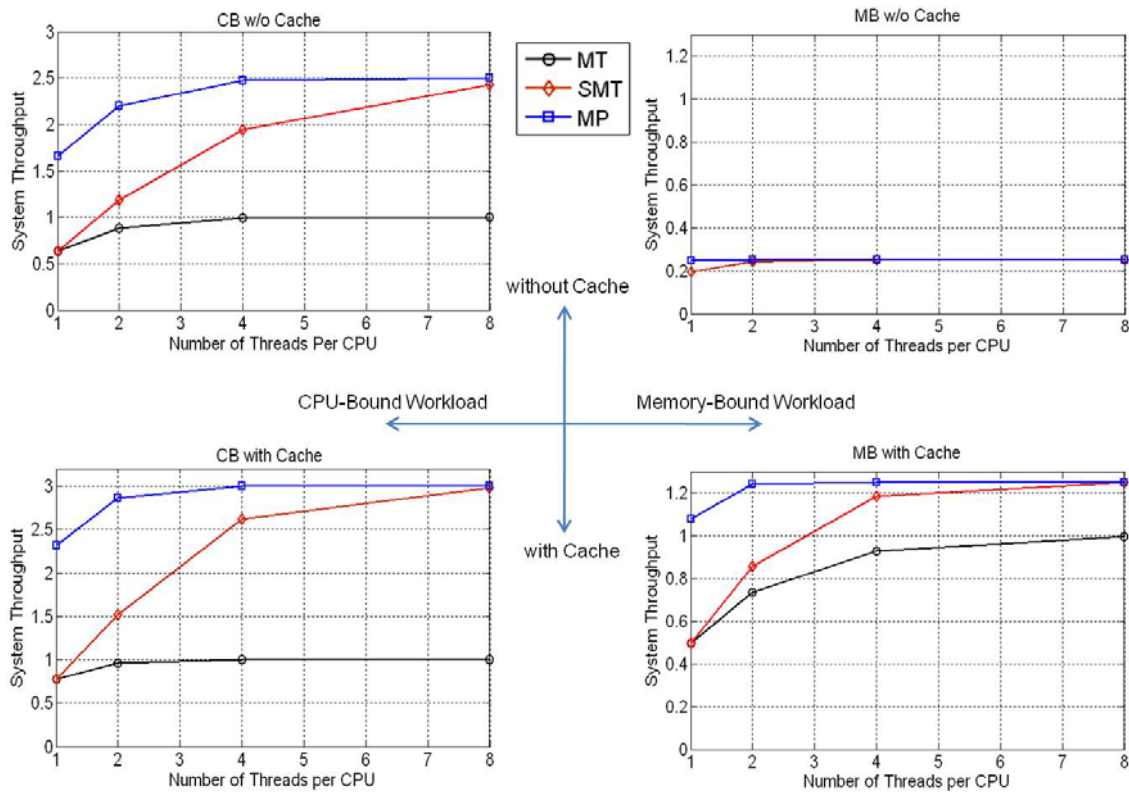 CB w/o Cache
System Throughput
3
2.5
2
1.5
1
0.5
0
1 2 3 4 5 6 7 8
Number of Threads Per CPU
MT
SMT
MP
MB w/o Cache
System Throughput
1.2
1
0.8
0.6
0.4
0.2
0
1 2 3 4 5 6 7 8
Number of Threads per CPU
without Cache
CPU-Bound Workload
Memory-Bound Workload
with Cache
CB with Cache
System Throughput
3
2.5
2
1.5
1
0.5
0
1 2 3 4 5 6 7 8
Number of Threads per CPU
MB with Cache
System Throughput
1.2
1
0.8
0.6
0.4
0.2
0
1 2 3 4 5 6 7 8
Number of Threads per CPU